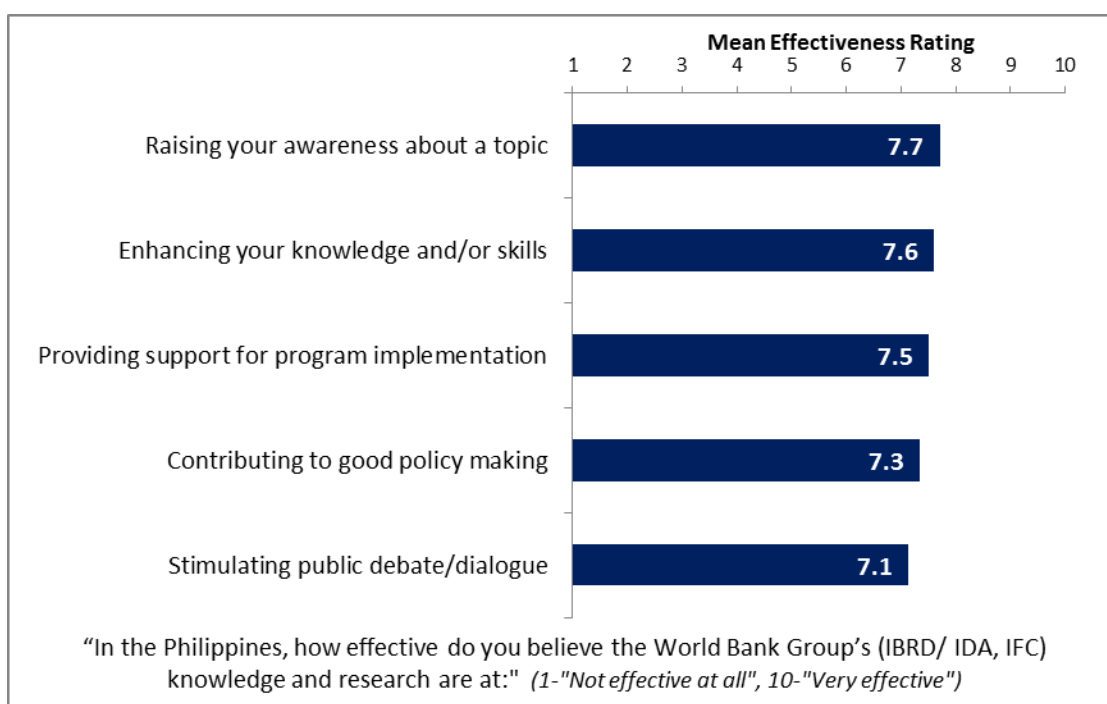 Mean Effectiveness Rating
1 2 3 4 5 6 7 8 9 10
Raising your awareness about a topic 7.7
Enhancing your knowledge and/or skills 7.6
Providing support for program implementation 7.5
Contributing to good policy making 7.3
Stimulating public debate/dialogue 7.1
“In the Philippines, how effective do you believe the World Bank Group’s (IBRD/ IDA, IFC)
knowledge and research are at:" (1-"Not effective at all", 10-"Very effective")